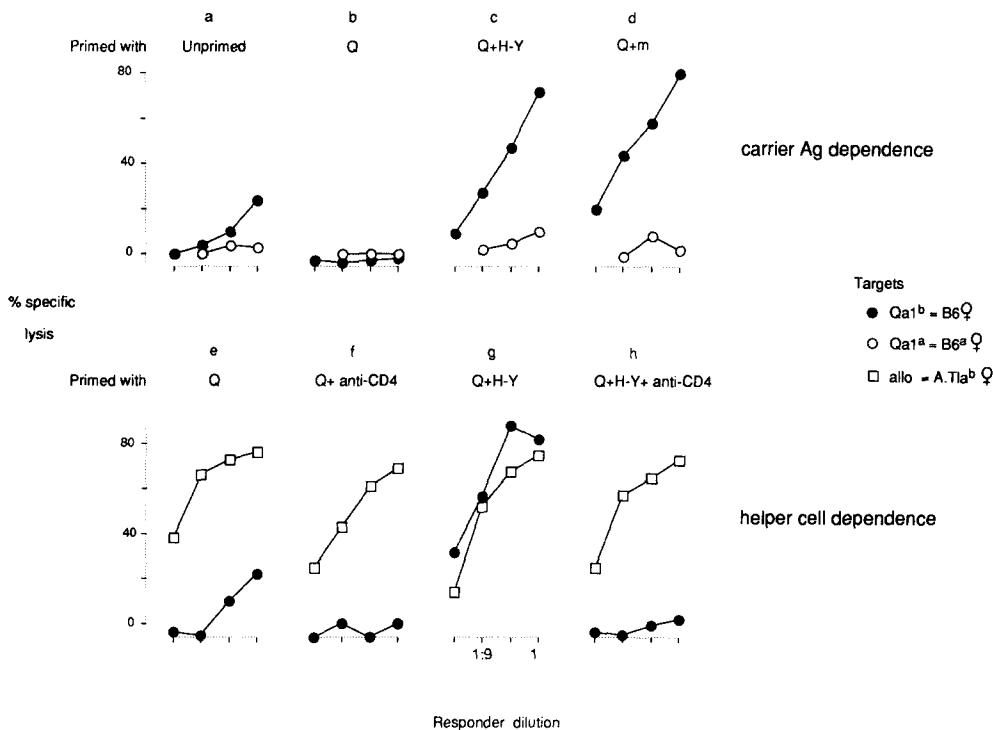 a b c d
Primed with Unprimed Q Q+H-Y Q+m
80
40
0
carrier Ag dependence
% specific
lysis
Targets
● Qa1ᵇ = B6♀
○ Qa1ᵃ = B6ᵃ ♀
□ allo = A.Tlaᵇ ♀
e f g h
Primed with Q Q+ anti-CD4 Q+H-Y Q+H-Y+ anti-CD4
80
40
0
helper cell dependence
1:9 1
Responder dilution